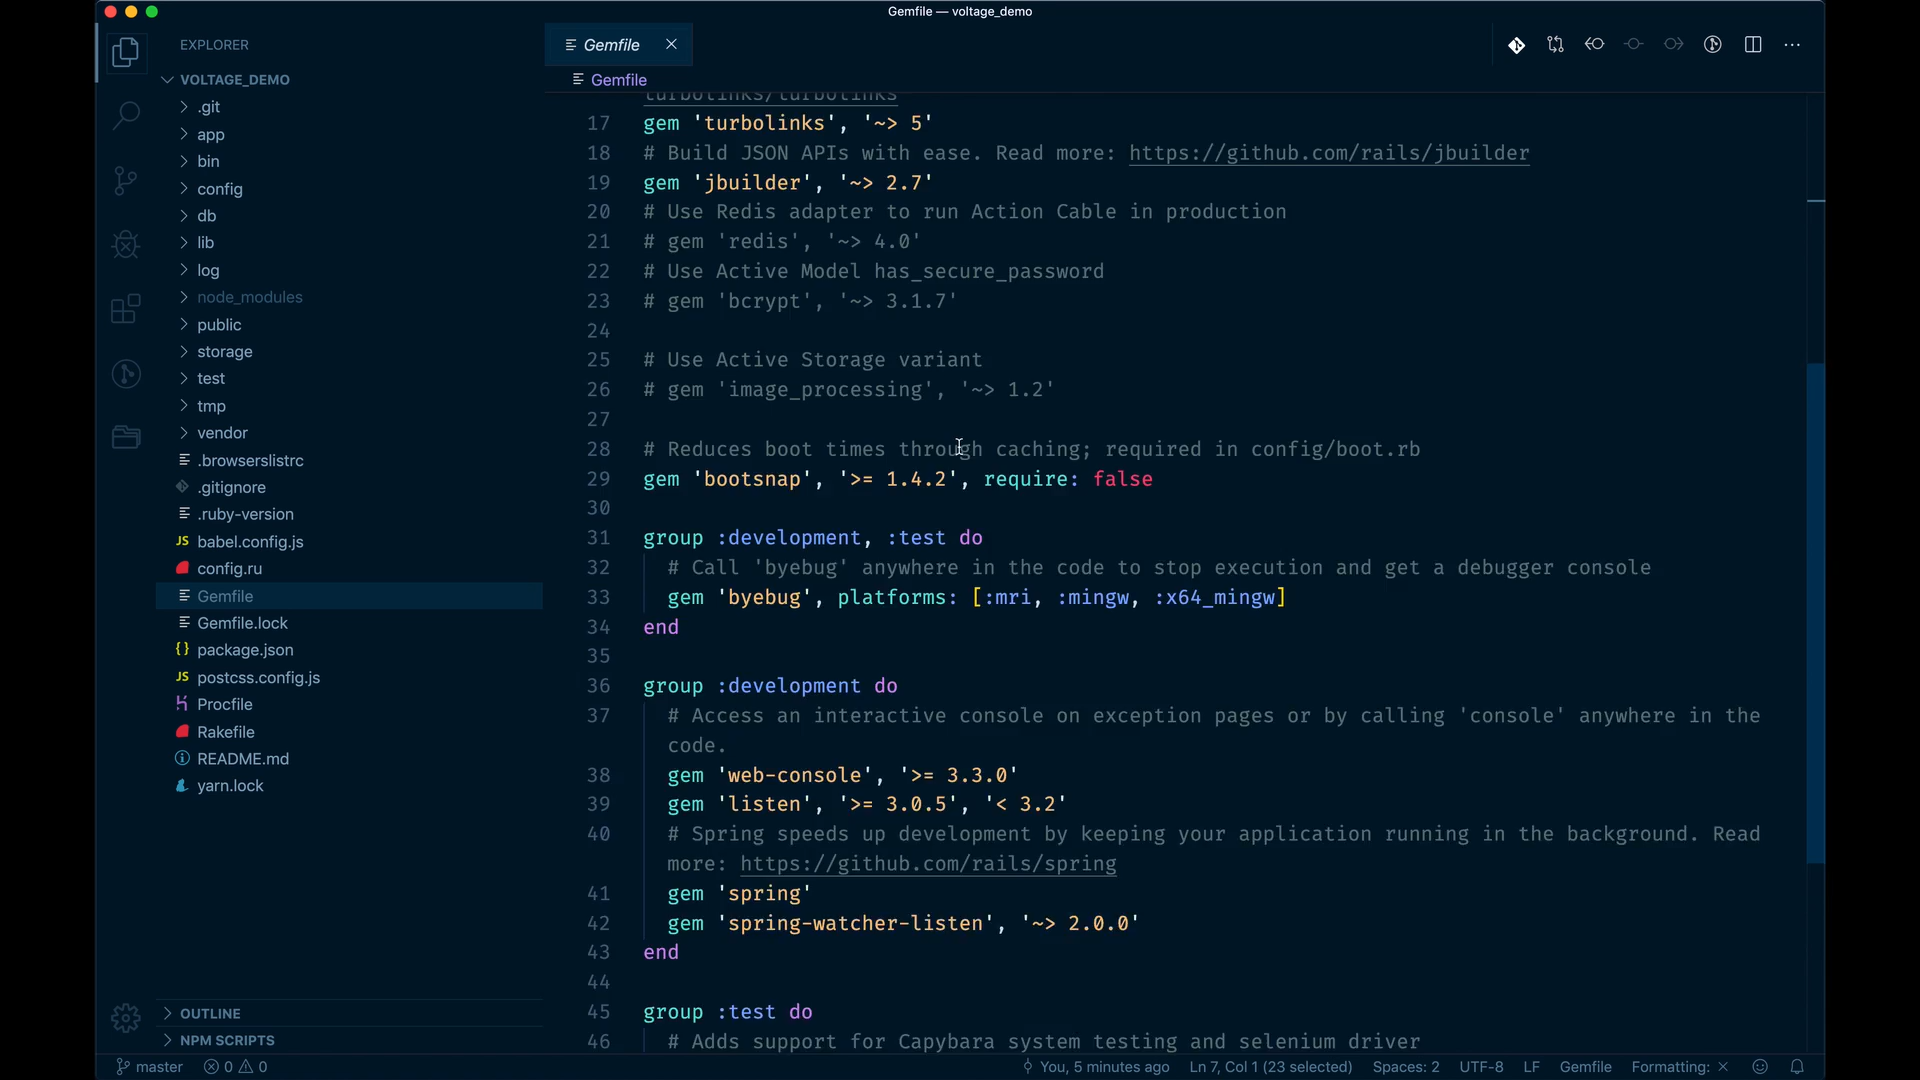 Gemfile — voltage_demo
EXPLORER
VOLTAGE_DEMO
.git
app
bin
config
db
lib
log
node_modules
public
storage
test
tmp
vendor
.browserslistrc
.gitignore
.ruby-version
JS babel.config.js
config.ru
Gemfile
Gemfile.lock
{} package.json
JS postcss.config.js
Procfile
Rakefile
README.md
yarn.lock
OUTLINE
NPM SCRIPTS
Gemfile
Gemfile
turbolinks/turbolinks
17 gem 'turbolinks', '~> 5'
18 # Build JSON APIs with ease. Read more: https://github.com/rails/jbuilder
19 gem 'jbuilder', '~> 2.7'
20 # Use Redis adapter to run Action Cable in production
21 # gem 'redis', '~> 4.0'
22 # Use Active Model has_secure_password
23 # gem 'bcrypt', '~> 3.1.7'
24
25 # Use Active Storage variant
26 # gem 'image_processing', '~> 1.2'
27
28 # Reduces boot times through caching; required in config/boot.rb
29 gem 'bootsnap', '>= 1.4.2', require: false
30
31 group :development, :test do
32 # Call 'byebug' anywhere in the code to stop execution and get a debugger console
33 gem 'byebug', platforms: [:mri, :mingw, :x64_mingw]
34 end
35
36 group :development do
37 # Access an interactive console on exception pages or by calling 'console' anywhere in the
code.
38 gem 'web-console', '>= 3.3.0'
39 gem 'listen', '>= 3.0.5', '< 3.2'
40 # Spring speeds up development by keeping your application running in the background. Read
more: https://github.com/rails/spring
41 gem 'spring'
42 gem 'spring-watcher-listen', '~> 2.0.0'
43 end
44
45 group :test do
46 # Adds support for Capybara system testing and selenium driver
master 0 0 You, 5 minutes ago Ln 7, Col 1 (23 selected) Spaces: 2 UTF-8 LF Gemfile Formatting: ×